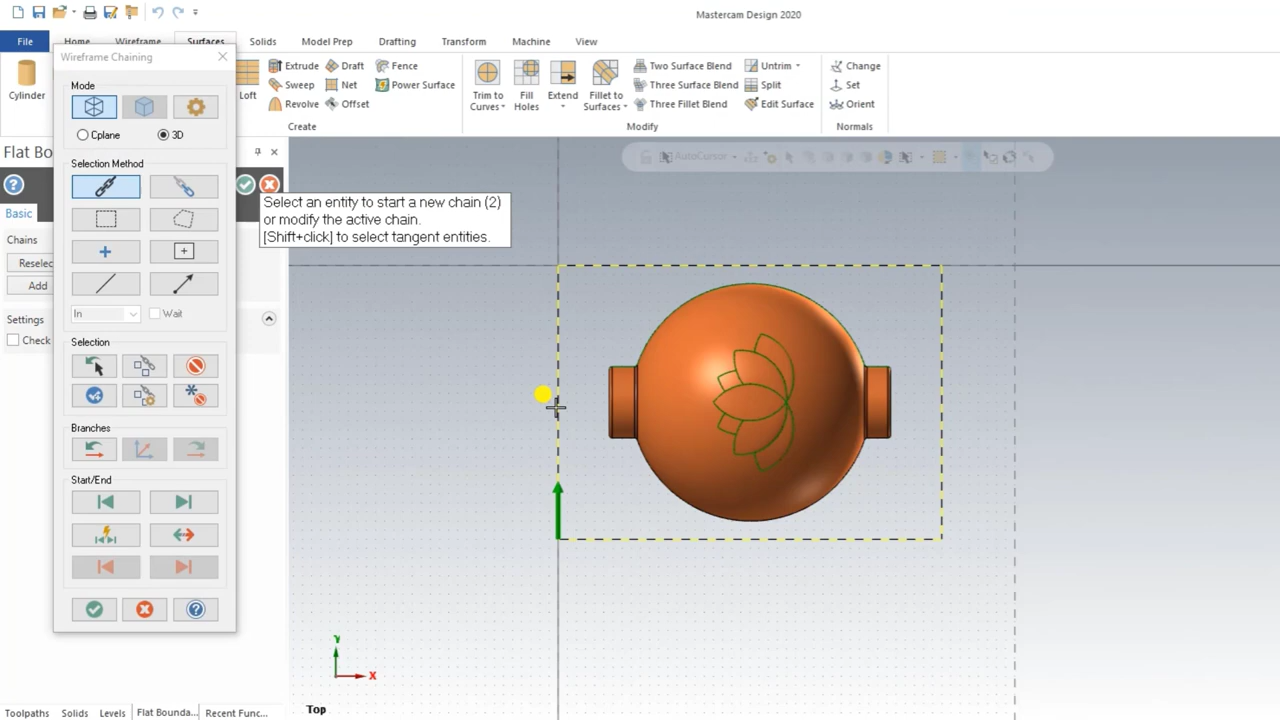 Mastercam Design 2020
File Home Wireframe Surfaces Solids Model Prep Drafting Transform Machine View
Wireframe Chaining
Mode
Cplane 3D
Selection Method
In Wait
Selection
Branches
Start/End
Cylinder
Loft
Extrude Draft Fence
Sweep Net Power Surface
Revolve Offset
Create
Trim to
Curves
Fill
Holes
Extend
Fillet to
Surfaces
Two Surface Blend
Three Surface Blend
Three Fillet Blend
Untrim
Split
Edit Surface
Modify
Change
Set
Orient
Normals
Flat Bo
Basic
Chains
Reselec
Add
Settings
Check
AutoCursor
Select an entity to start a new chain (2)
or modify the active chain.
[Shift+click] to select tangent entities.
Y
X
Top
Toolpaths Solids Levels Flat Bounda... Recent Func...